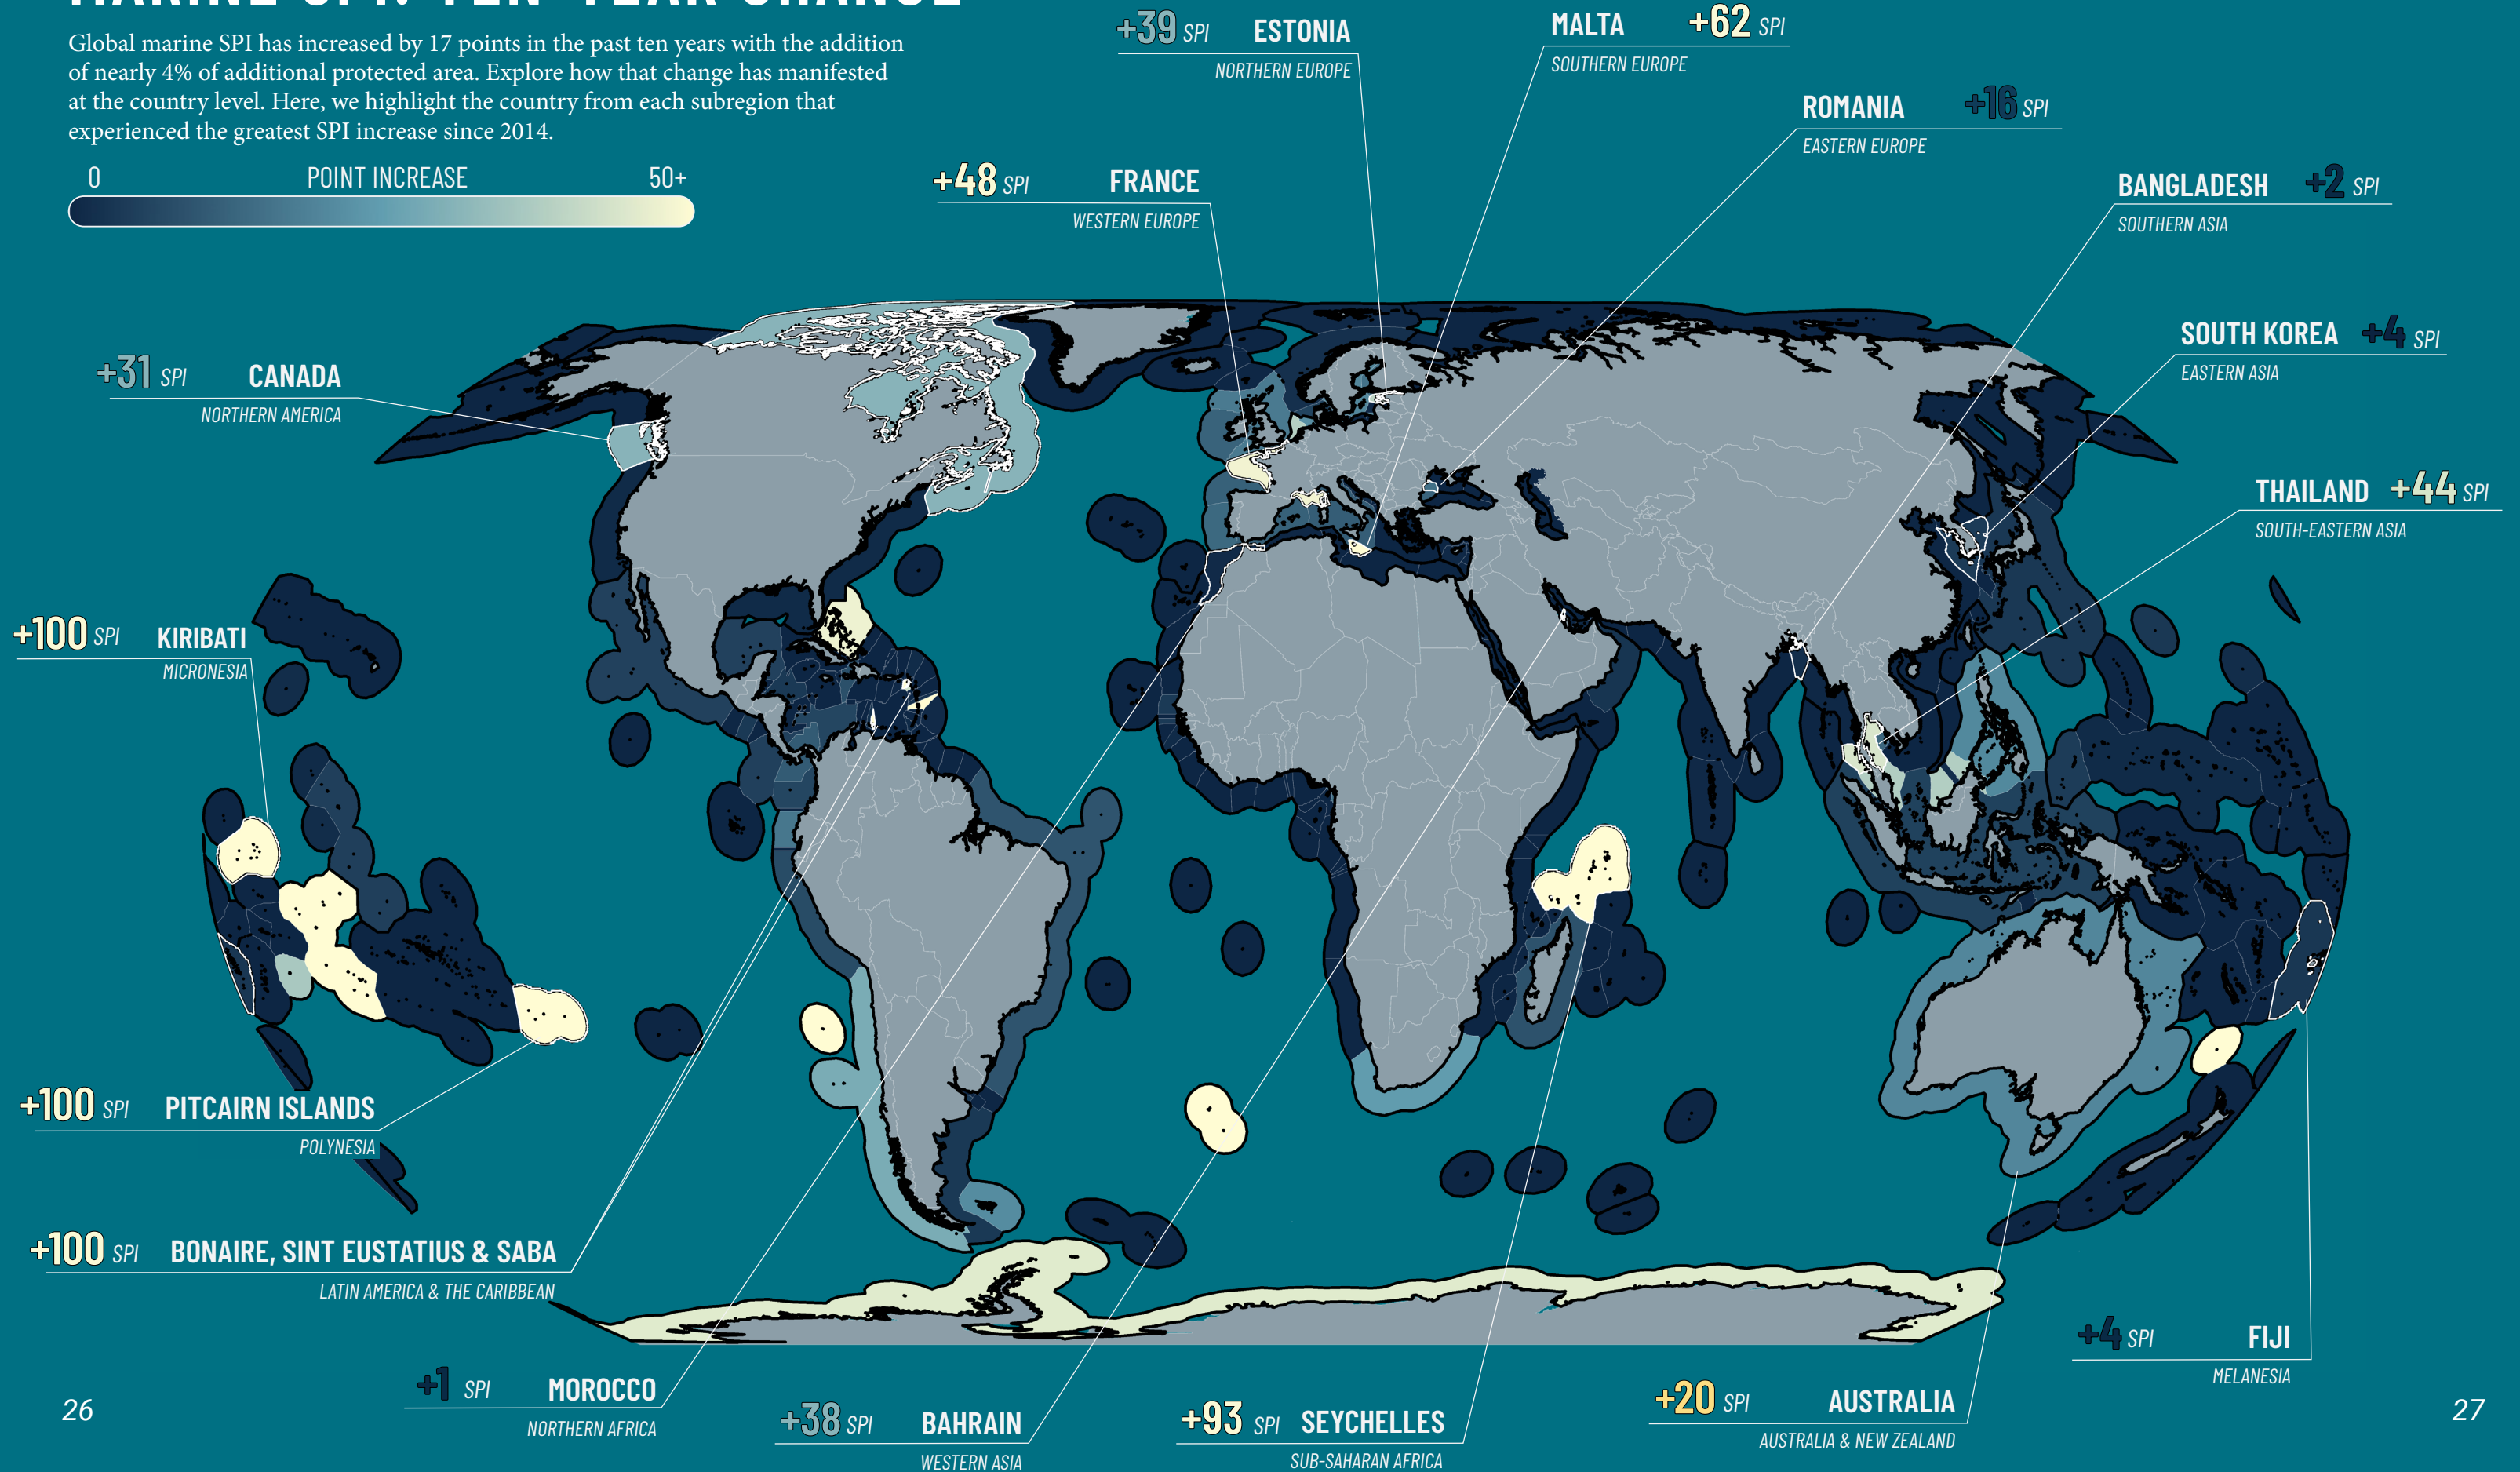 MARINE SPI: TEN-YEAR CHANGE
Global marine SPI has increased by 17 points in the past ten years with the addition
of nearly 4% of additional protected area. Explore how that change has manifested
at the country level. Here, we highlight the country from each subregion that
experienced the greatest SPI increase since 2014.
0 POINT INCREASE 50+
+39 SPI ESTONIA
NORTHERN EUROPE
MALTA +62 SPI
SOUTHERN EUROPE
ROMANIA +16 SPI
EASTERN EUROPE
+48 SPI FRANCE
WESTERN EUROPE
BANGLADESH +2 SPI
SOUTHERN ASIA
SOUTH KOREA +4 SPI
EASTERN ASIA
+31 SPI CANADA
NORTHERN AMERICA
THAILAND +44 SPI
SOUTH-EASTERN ASIA
+100 SPI KIRIBATI
MICRONESIA
+100 SPI PITCAIRN ISLANDS
POLYNESIA
+100 SPI BONAIRE, SINT EUSTATIUS & SABA
LATIN AMERICA & THE CARIBBEAN
+4 SPI FIJI
MELANESIA
+1 SPI MOROCCO
NORTHERN AFRICA
+38 SPI BAHRAIN
WESTERN ASIA
+93 SPI SEYCHELLES
SUB-SAHARAN AFRICA
+20 SPI AUSTRALIA
AUSTRALIA & NEW ZEALAND
26
27